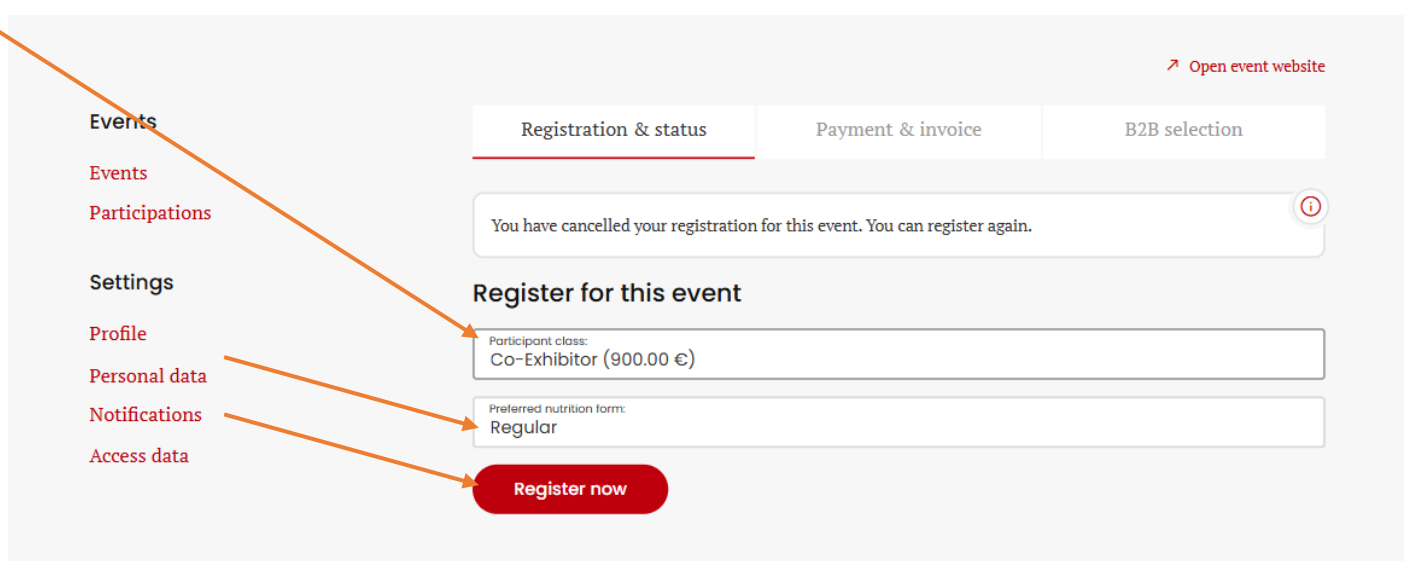 Open event website
Events
Events
Participations
Settings
Profile
Personal data
Notifications
Access data
Registration & status
Payment & invoice
B2B selection
You have cancelled your registration for this event. You can register again.
Register for this event
Participant class:
Co-Exhibitor (900.00 €)
Preferred nutrition form:
Regular
Register now